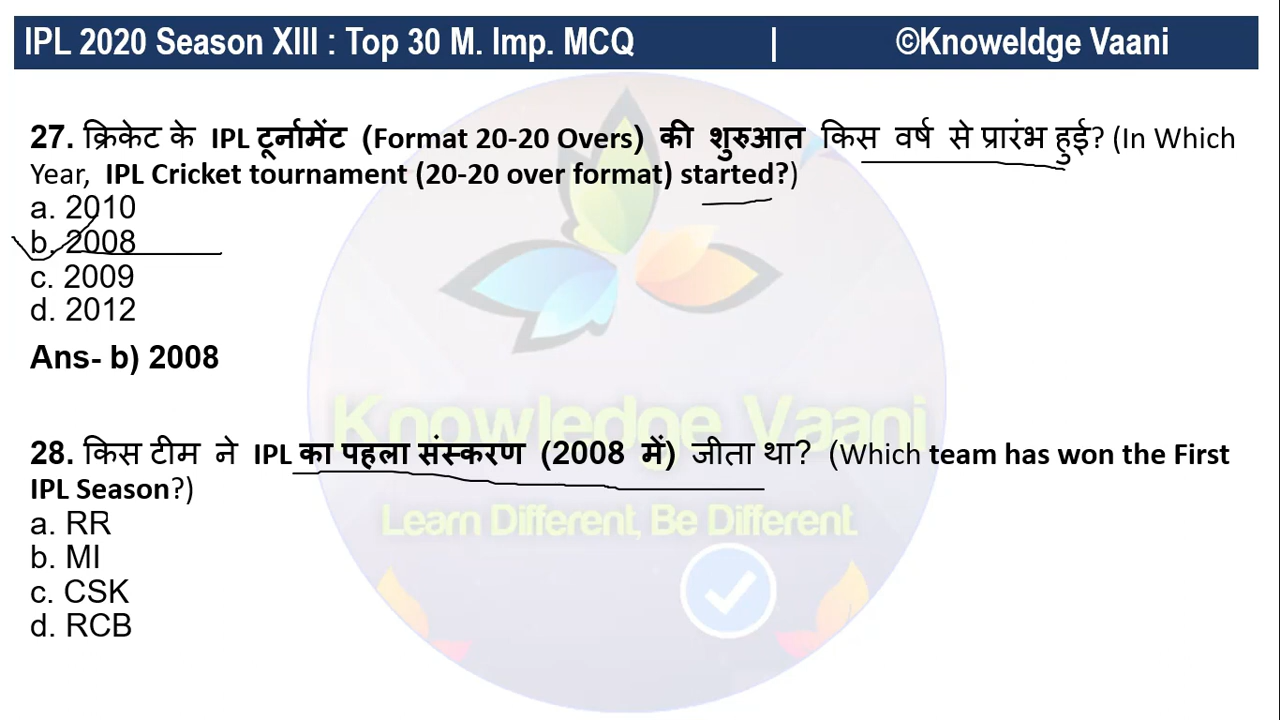 IPL 2020 Season XIII : Top 30 M. Imp. MCQ | ©Knoweldge Vaani
27. क्रिकेट के IPL टूर्नामेंट (Format 20-20 Overs) की शुरुआत किस वर्ष से प्रारंभ हुई? (In Which
Year, IPL Cricket tournament (20-20 over format) started?)
a. 2010
b. 2008
c. 2009
d. 2012
Ans- b) 2008
Knowledge Vaani
28. किस टीम ने IPL का पहला संस्करण (2008 में) जीता था? (Which team has won the First
IPL Season?)
Learn Different, Be Different
a. RR
b. MI
c. CSK
d. RCB